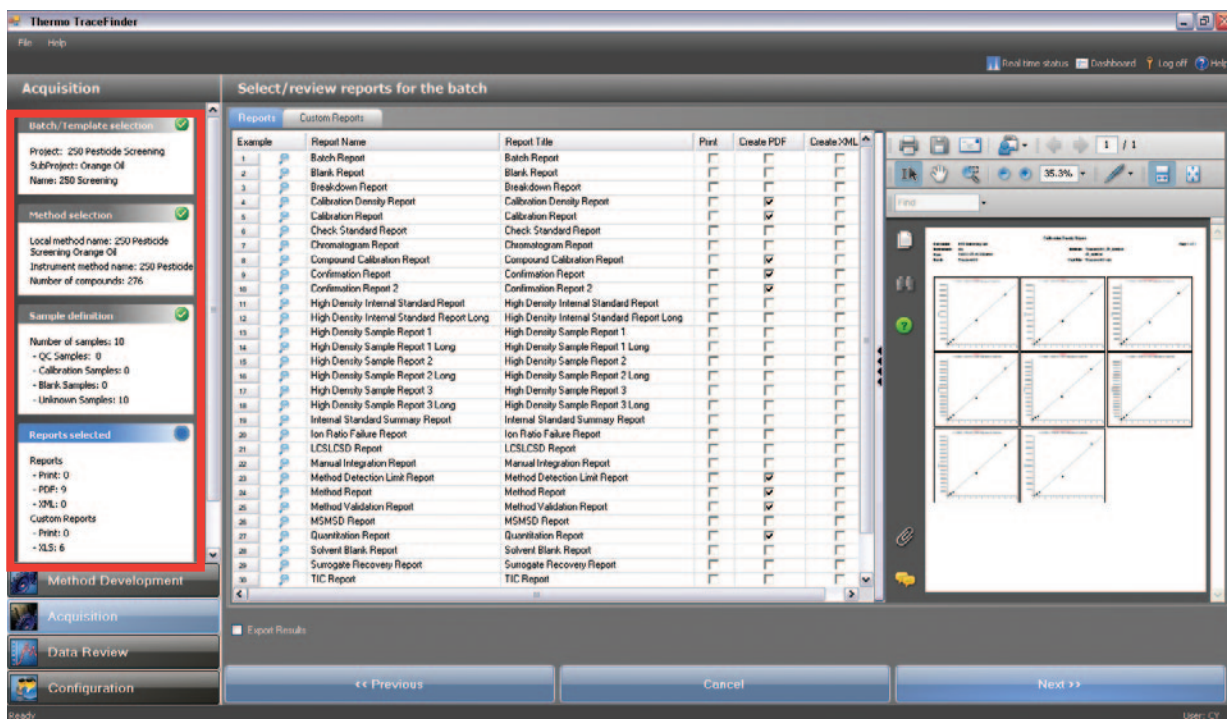 Thermo TraceFinder
File Help
Real time status Dashboard Log off Help
Acquisition
Select/review reports for the batch
Batch/Template selection
Project: 250 Pesticide Screening
SubProject: Orange Oil
Name: 250 Screening
Method selection
Local method name: 250 Pesticide
Screening Orange Oil
Instrument method name: 250 Pesticide
Number of compounds: 276
Sample definition
Number of samples: 10
- QC Samples: 0
- Calibration Samples: 0
- Blank Samples: 0
- Unknown Samples: 10
Reports selected
Reports
- Print: 0
- PDF: 9
- XML: 0
Custom Reports
- Print: 0
- XLS: 6
Method Development
Acquisition
Data Review
Configuration
Reports Custom Reports
Example Report Name Report Title Print Create PDF Create XML
1 Batch Report Batch Report
2 Blank Report Blank Report
3 Breakdown Report Breakdown Report
4 Calibration Density Report Calibration Density Report
5 Calibration Report Calibration Report
6 Check Standard Report Check Standard Report
7 Chromatogram Report Chromatogram Report
8 Compound Calibration Report Compound Calibration Report
9 Confirmation Report Confirmation Report
10 Confirmation Report 2 Confirmation Report 2
11 High Density Internal Standard Report High Density Internal Standard Report
12 High Density Internal Standard Report Long High Density Internal Standard Report Long
13 High Density Sample Report 1 High Density Sample Report 1
14 High Density Sample Report 1 Long High Density Sample Report 1 Long
15 High Density Sample Report 2 High Density Sample Report 2
16 High Density Sample Report 2 Long High Density Sample Report 2 Long
17 High Density Sample Report 3 High Density Sample Report 3
18 High Density Sample Report 3 Long High Density Sample Report 3 Long
19 Internal Standard Summary Report Internal Standard Summary Report
20 Ion Ratio Failure Report Ion Ratio Failure Report
21 LCSLCSD Report LCSLCSD Report
22 Manual Integration Report Manual Integration Report
23 Method Detection Limit Report Method Detection Limit Report
24 Method Report Method Report
25 Method Validation Report Method Validation Report
26 MSMSD Report MSMSD Report
27 Quantitation Report Quantitation Report
28 Solvent Blank Report Solvent Blank Report
29 Surrogate Recovery Report Surrogate Recovery Report
30 TIC Report TIC Report
1 / 1
35.3%
Find
Calibration Density Report
Export Results
<< Previous
Cancel
Next >>
Ready
User: CY